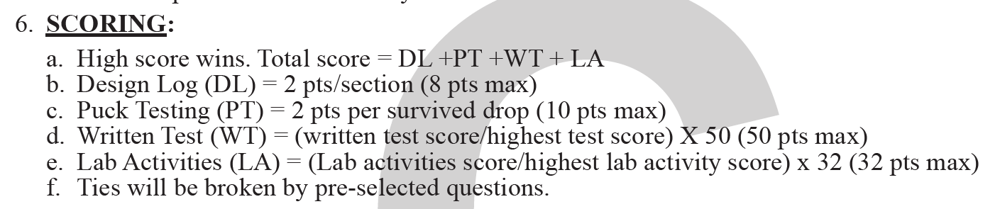 6. SCORING:
a. High score wins. Total score = DL +PT +WT + LA
b. Design Log (DL) = 2 pts/section (8 pts max)
c. Puck Testing (PT) = 2 pts per survived drop (10 pts max)
d. Written Test (WT) = (written test score/highest test score) X 50 (50 pts max)
e. Lab Activities (LA) = (Lab activities score/highest lab activity score) x 32 (32 pts max)
f. Ties will be broken by pre-selected questions.